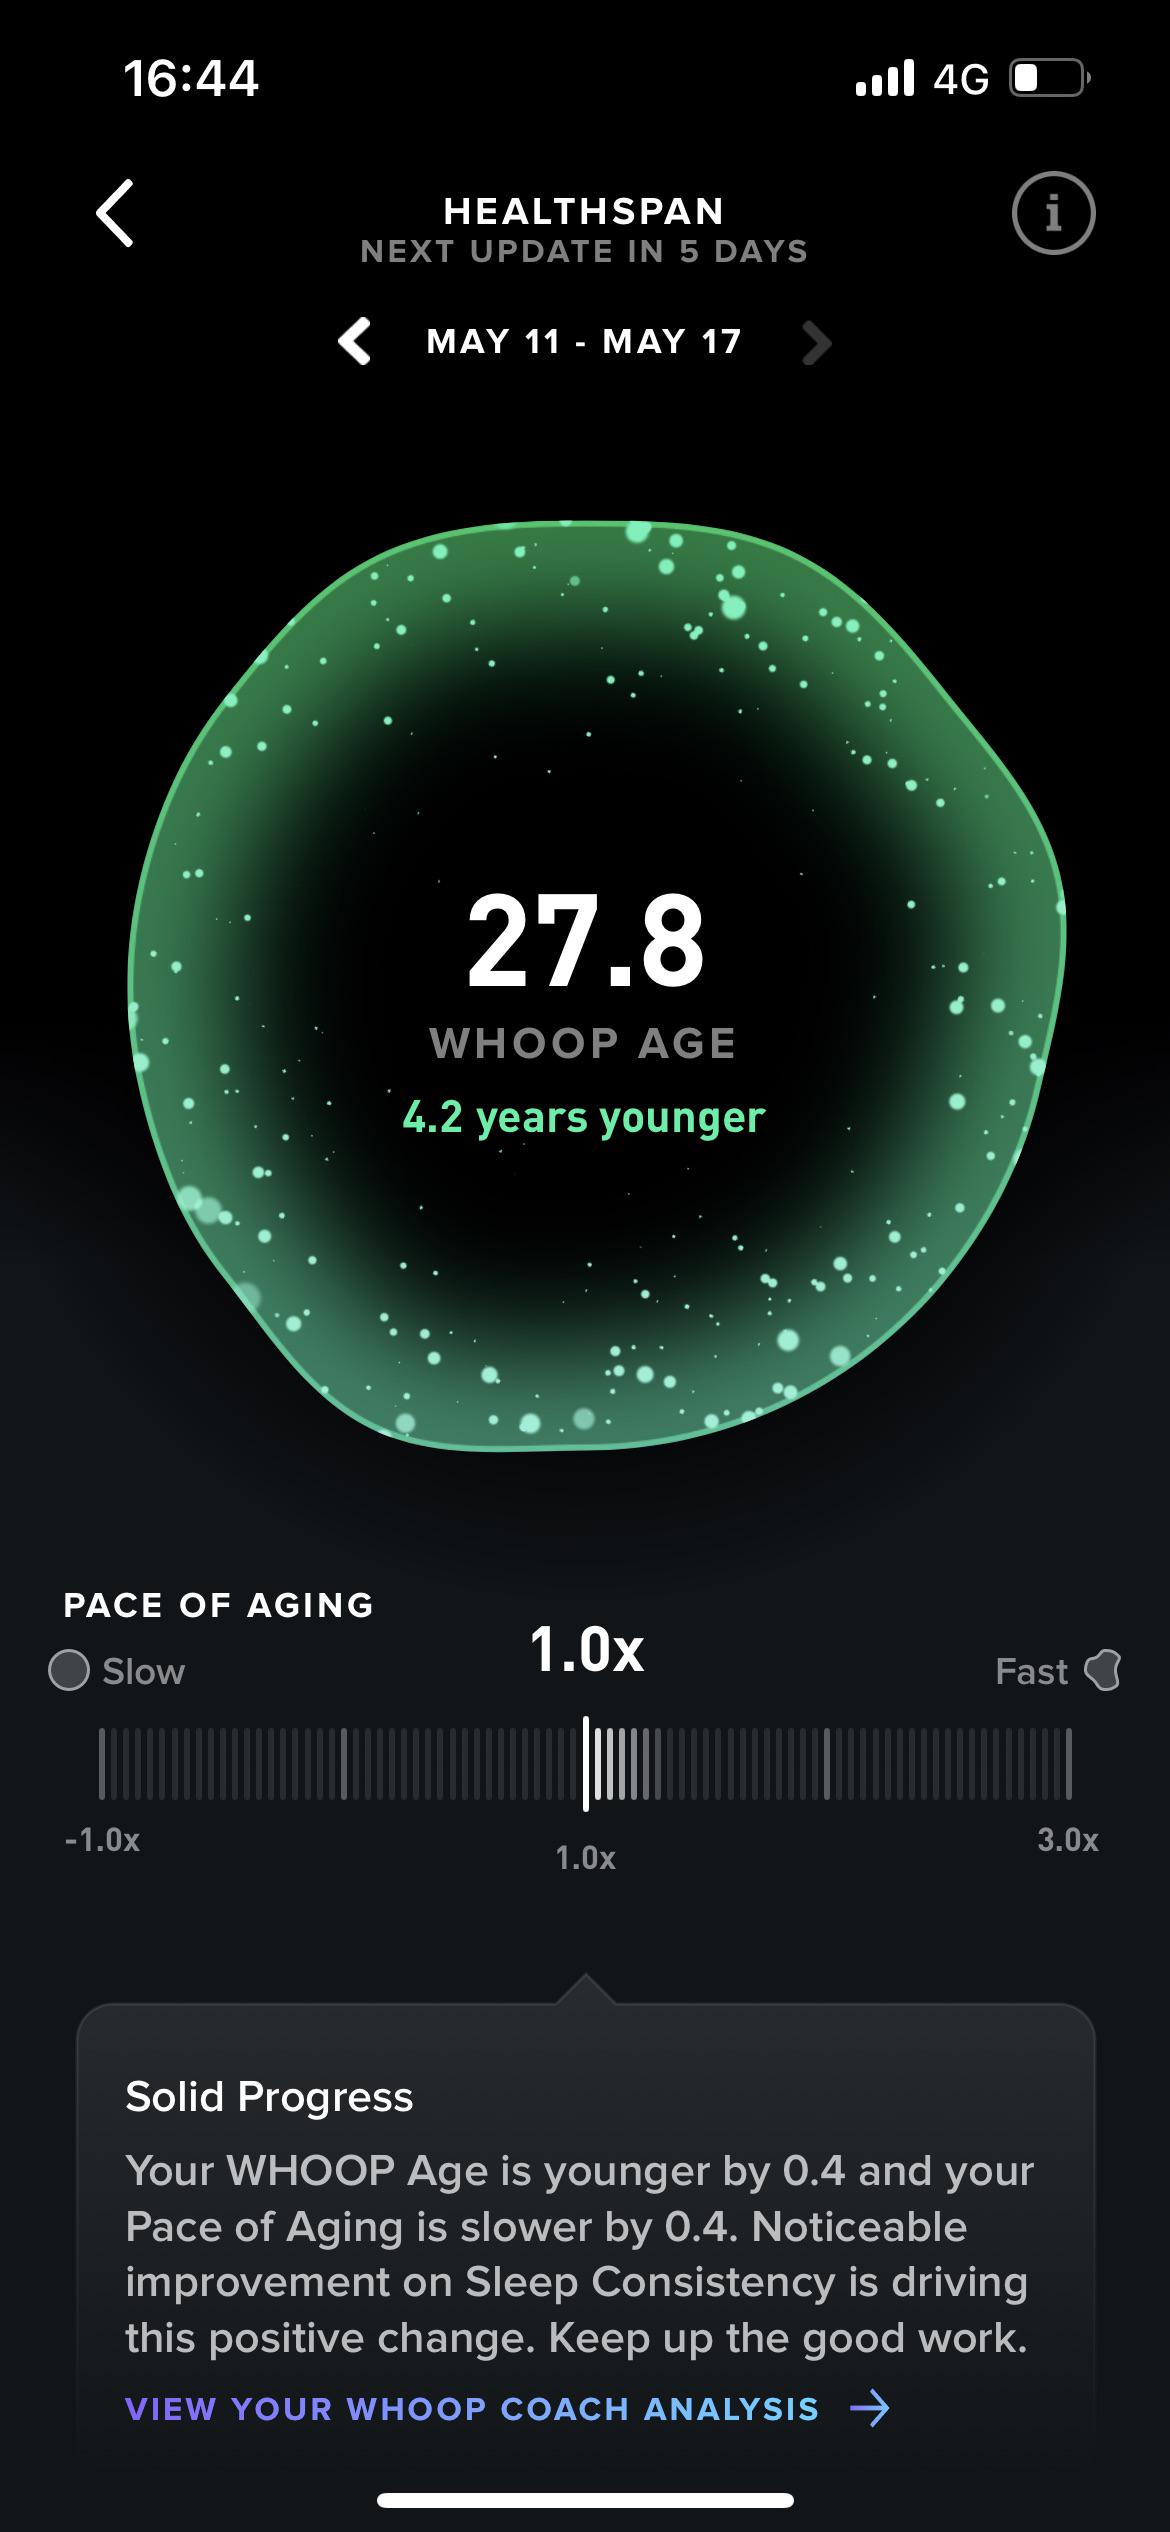 16:44
4G
HEALTHSPAN
NEXT UPDATE IN 5 DAYS
MAY 11 - MAY 17
27.8
WHOOP AGE
4.2 years younger
PACE OF AGING
1.0x
Slow
Fast
-1.0x
1.0x
3.0x
Solid Progress
Your WHOOP Age is younger by 0.4 and your
Pace of Aging is slower by 0.4. Noticeable
improvement on Sleep Consistency is driving
this positive change. Keep up the good work.
VIEW YOUR WHOOP COACH ANALYSIS